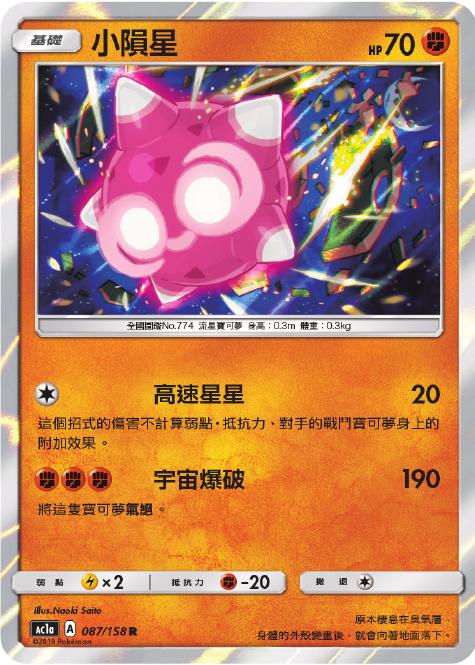 基礎 小隕星 HP70
全國圖鑑No.774 流星寶可夢 身高：0.3m 體重：0.3kg
高速星星 20
這個招式的傷害不計算弱點・抵抗力、對手的戰鬥寶可夢身上的
附加效果。
宇宙爆破 190
將這隻寶可夢氣絕。
弱點 ×2 抵抗力 -20 撤退
illus.Naoki Saito
AC1a A 087/158 R
©2019 Pokémon
原本棲息在臭氧層。
身體的外殼變重後，就會向著地面落下。